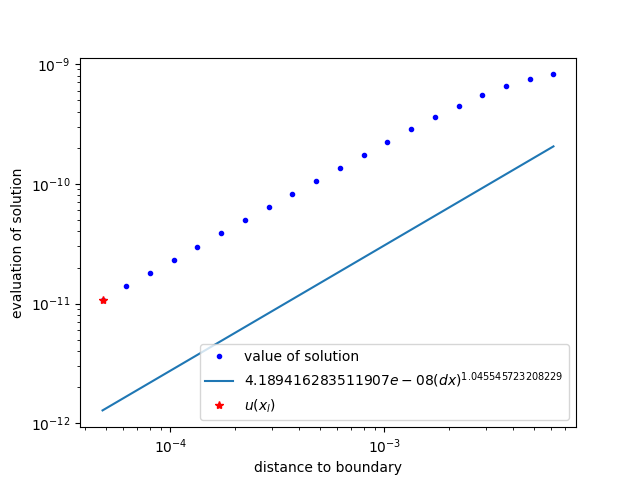 10⁻⁹
10⁻¹⁰
10⁻¹¹
10⁻¹²
evaluation of solution
value of solution
4.189416283511907e − 08(dx)^1.045545723208229
u(x_l)
10⁻⁴
10⁻³
distance to boundary